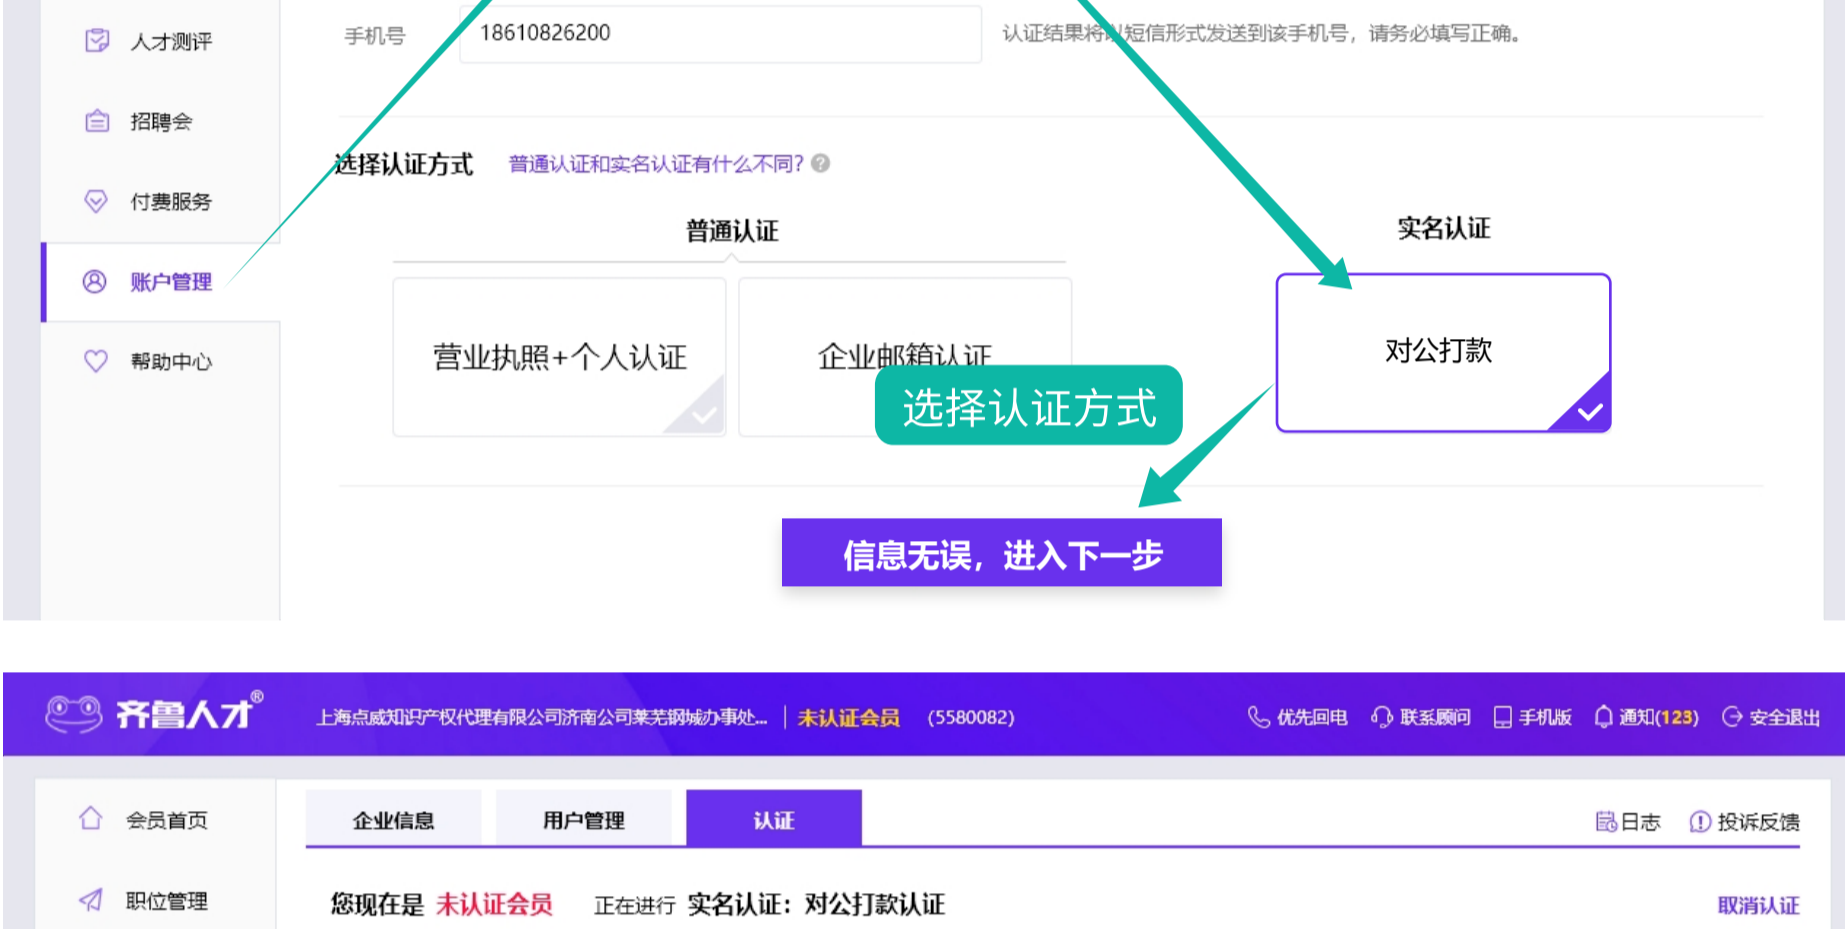 人才测评
手机号 18610826200 认证结果将以短信形式发送到该手机号，请务必填写正确。
招聘会
选择认证方式 普通认证和实名认证有什么不同？
付费服务
普通认证 实名认证
账户管理
营业执照+个人认证 企业邮箱认证 对公打款
帮助中心
选择认证方式
信息无误，进入下一步
齐鲁人才® 上海点威知识产权代理有限公司济南公司莱芜钢城办事处... | 未认证会员 (5580082) 优先回电 联系顾问 手机版 通知(123) 安全退出
会员首页 企业信息 用户管理 认证 日志 投诉反馈
职位管理 您现在是 未认证会员 正在进行 实名认证：对公打款认证 取消认证